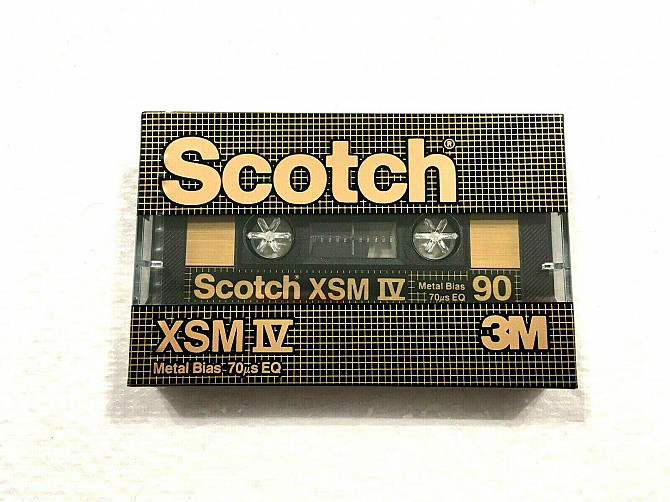 Scotch®
Scotch® XSM IV Metal Bias 70µs EQ 90
XSM IV 3M
Metal Bias-70µs EQ